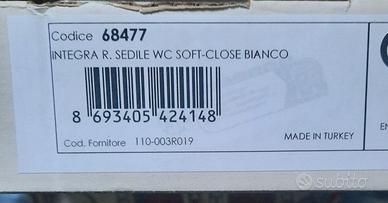 Codice 68477
INTEGRA R. SEDILE WC SOFT-CLOSE BIANCO
8 693405 424148
Cod. Fornitore 110-003R019
MADE IN TURKEY
EN
subito